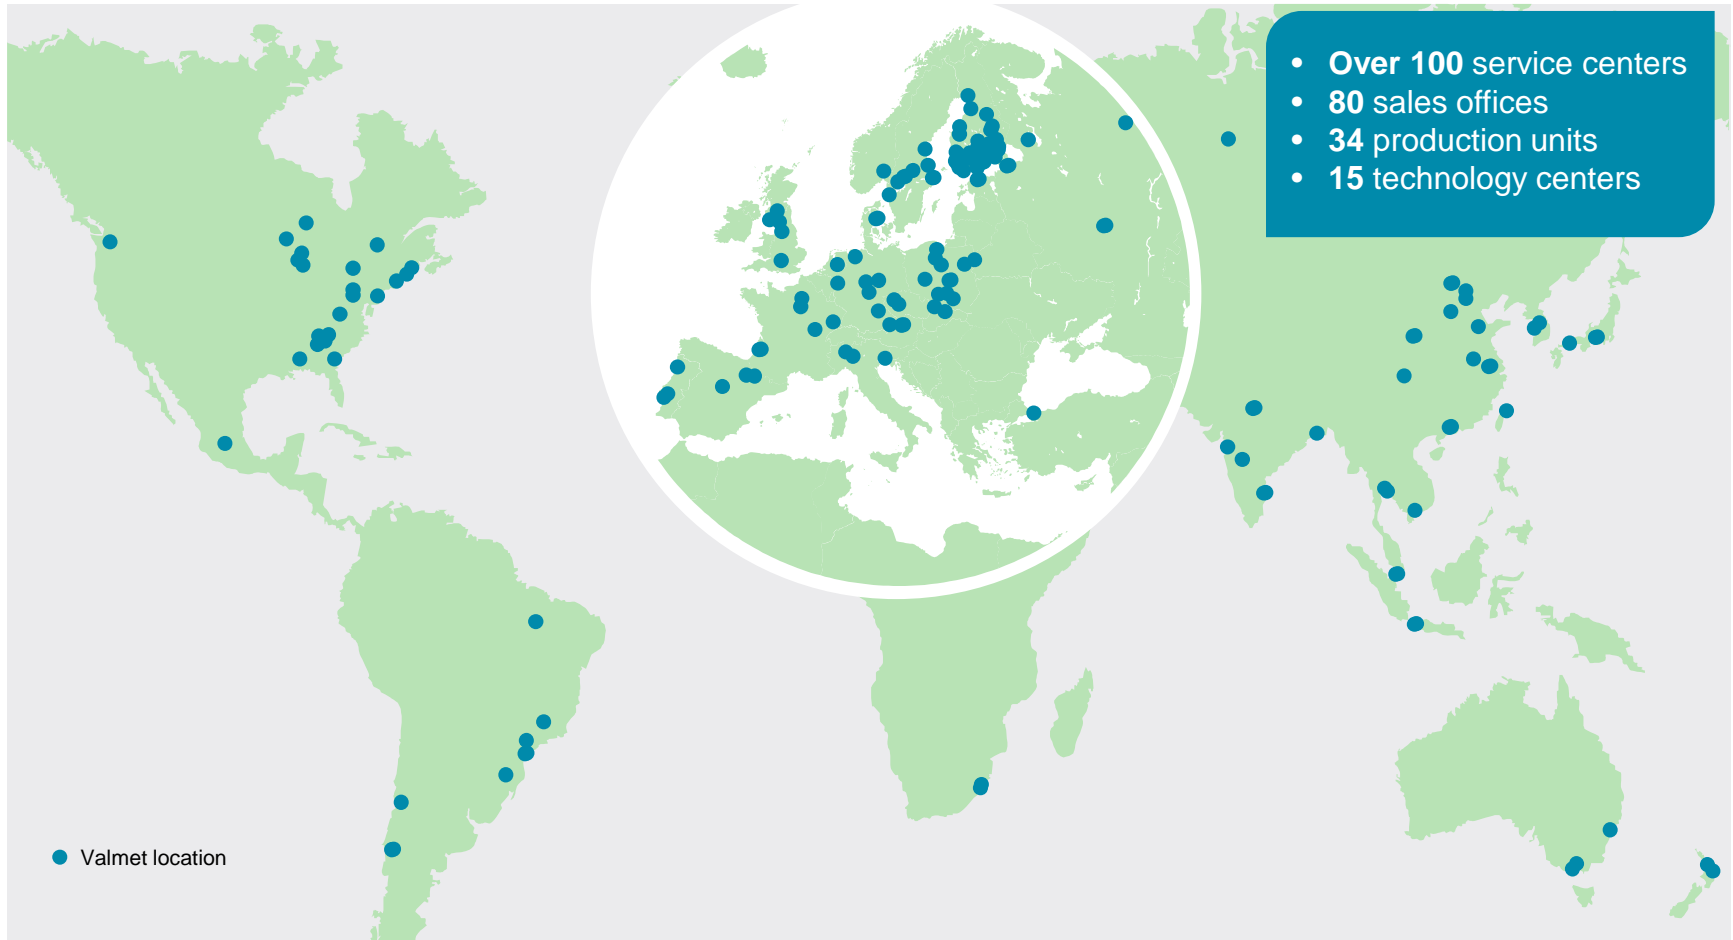 • Over 100 service centers
• 80 sales offices
• 34 production units
• 15 technology centers
Valmet location